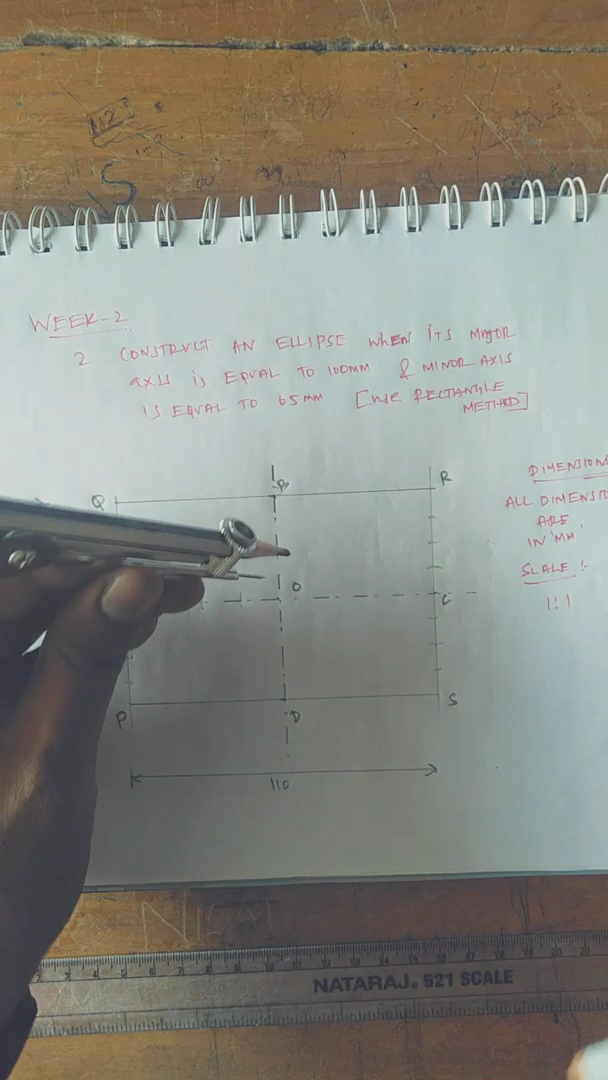 WEEK-2
2 CONSTRUCT AN ELLIPSE WHEN ITS MAJOR
AXIS IS EQUAL TO 100MM & MINOR AXIS
IS EQUAL TO 65MM [USE RECTANGLE
METHOD]
DIMENSIONS
ALL DIMENSIO
ARE
IN 'MM'
SCALE :-
1:1
Q
B
R
O
C
P
D
S
110
NATARAJ. 621 SCALE